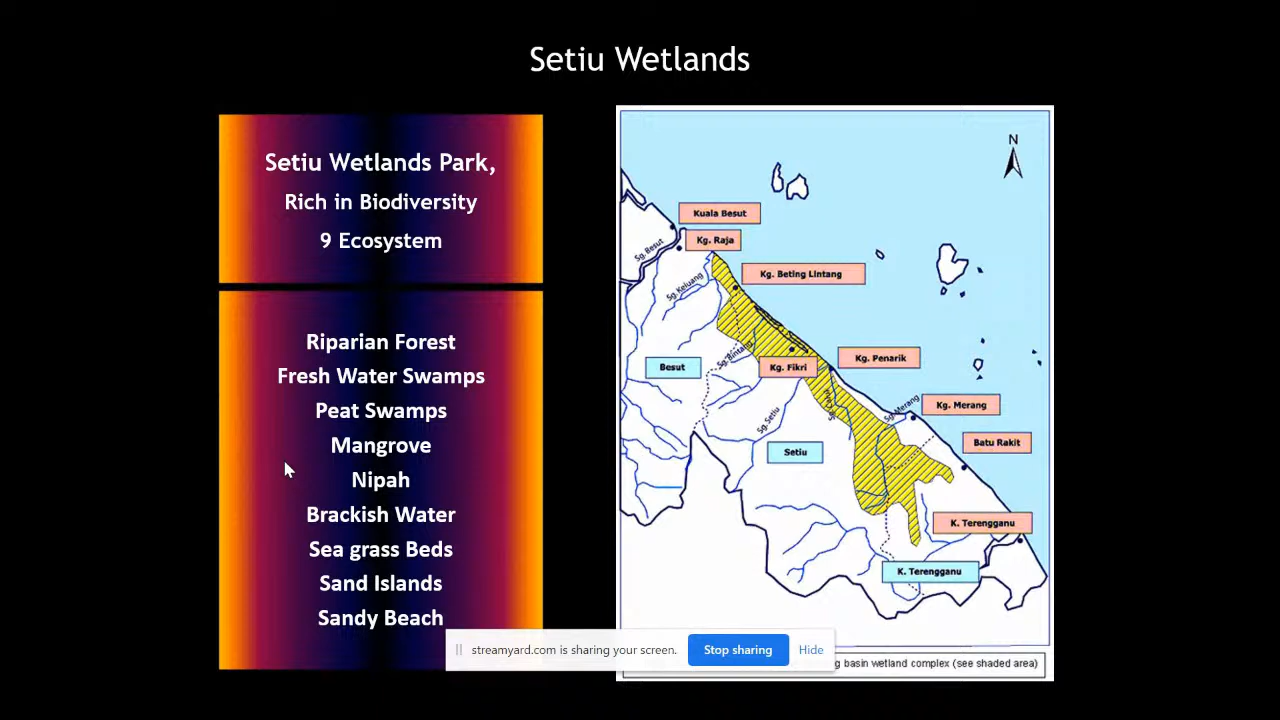 Setiu Wetlands
Setiu Wetlands Park,
Rich in Biodiversity
9 Ecosystem
Riparian Forest
Fresh Water Swamps
Peat Swamps
Mangrove
Nipah
Brackish Water
Sea grass Beds
Sand Islands
Sandy Beach
N
Kuala Besut
Kg. Raja
Sg. Besut
Kg. Beting Lintang
Sg. Keluang
Sg. Bintang
Besut
Kg. Fikri
Kg. Penarik
Sg. Setiu
Sg. Merang
Kg. Merang
Batu Rakit
Setiu
K. Terengganu
K. Terengganu
streamyard.com is sharing your screen.
Stop sharing
Hide
basin wetland complex (see shaded area)